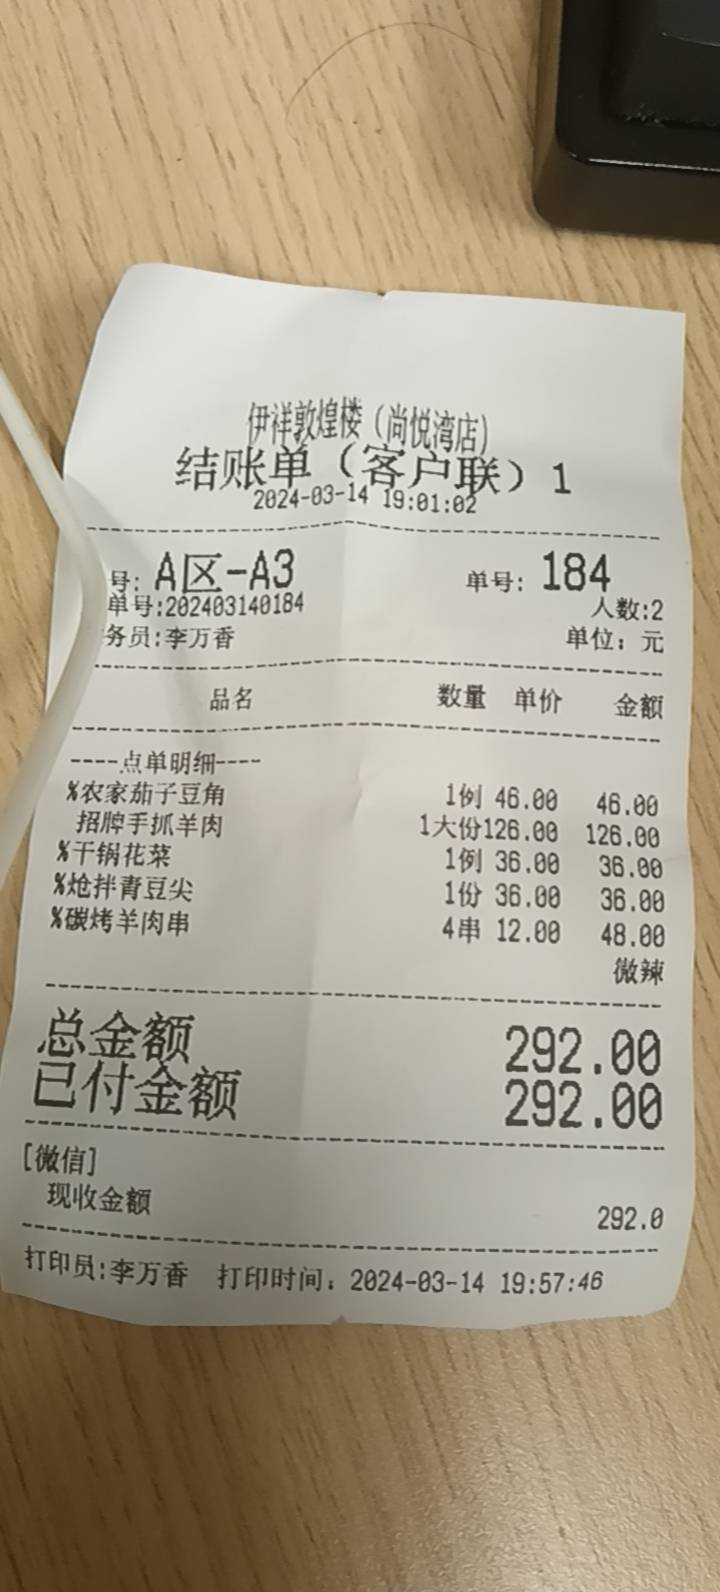 伊祥敦煌楼（尚悦湾店）
结账单（客户联）1
2024-03-14 19:01:02
号: A区-A3 单号: 184
单号:202403140184 人数:2
务员:李万香 单位: 元
品名 数量 单价 金额
----点单明细----
%农家茄子豆角 1例 46.00 46.00
招牌手抓羊肉 1大份126.00 126.00
%干锅花菜 1例 36.00 36.00
%炝拌青豆尖 1份 36.00 36.00
%碳烤羊肉串 4串 12.00 48.00
微辣
总金额 292.00
已付金额 292.00
[微信]
现收金额 292.0
打印员:李万香 打印时间: 2024-03-14 19:57:46